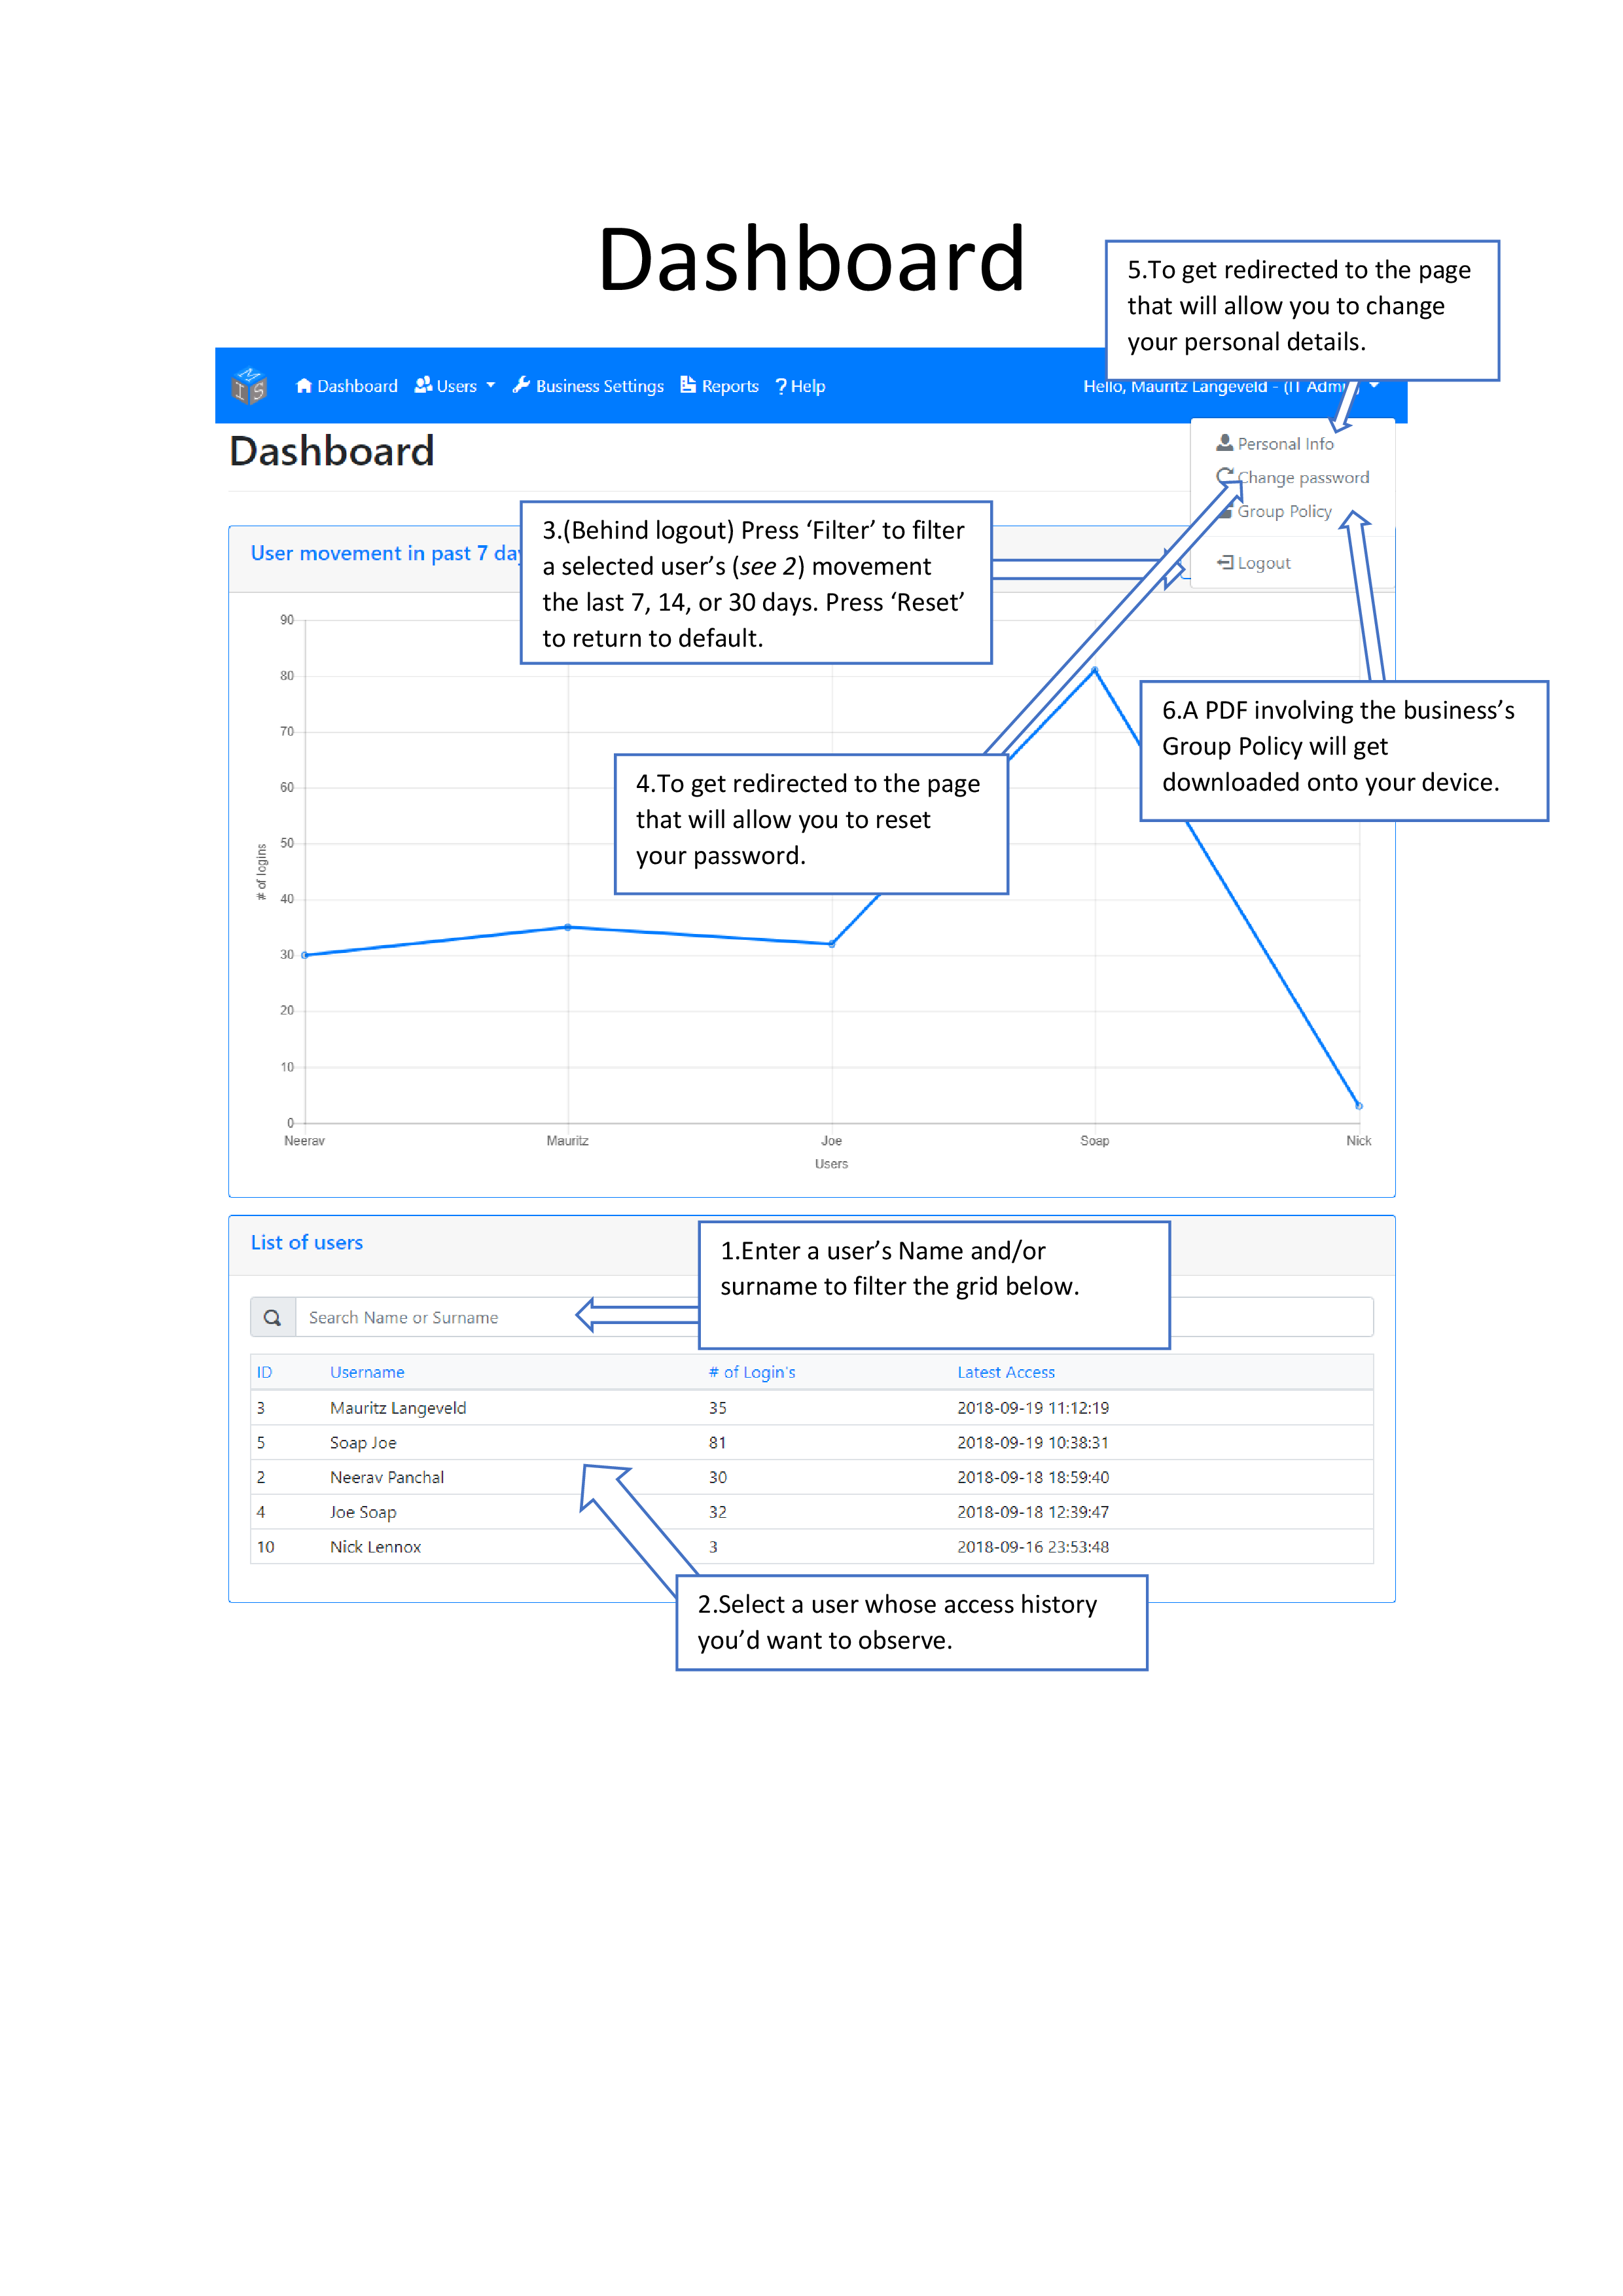 Dashboard
5.To get redirected to the page
that will allow you to change
your personal details.
MIS
Dashboard Users Business Settings Reports ? Help
Hello, Mauritz Langeveld - (IT
Dashboard
Personal Info
Change password
Group Policy
Logout
3.(Behind logout) Press ‘Filter’ to filter
a selected user’s (see 2) movement
the last 7, 14, or 30 days. Press ‘Reset’
to return to default.
User movement in past 7
6.A PDF involving the business’s
Group Policy will get
downloaded onto your device.
4.To get redirected to the page
that will allow you to reset
your password.
# of logins
90
80
70
60
50
40
30
20
10
0
Neerav Mauritz Joe Soap Nick
Users
List of users
1.Enter a user’s Name and/or
surname to filter the grid below.
Search Name or Surname
ID Username # of Login's Latest Access
3 Mauritz Langeveld 35 2018-09-19 11:12:19
5 Soap Joe 81 2018-09-19 10:38:31
2 Neerav Panchal 30 2018-09-18 18:59:40
4 Joe Soap 32 2018-09-18 12:39:47
10 Nick Lennox 3 2018-09-16 23:53:48
2.Select a user whose access history
you’d want to observe.